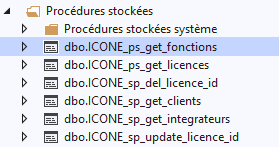 Procédures stockées
Procédures stockées système
dbo.ICONE_ps_get_fonctions
dbo.ICONE_ps_get_licences
dbo.ICONE_sp_del_licence_id
dbo.ICONE_sp_get_clients
dbo.ICONE_sp_get_integrateurs
dbo.ICONE_sp_update_licence_id